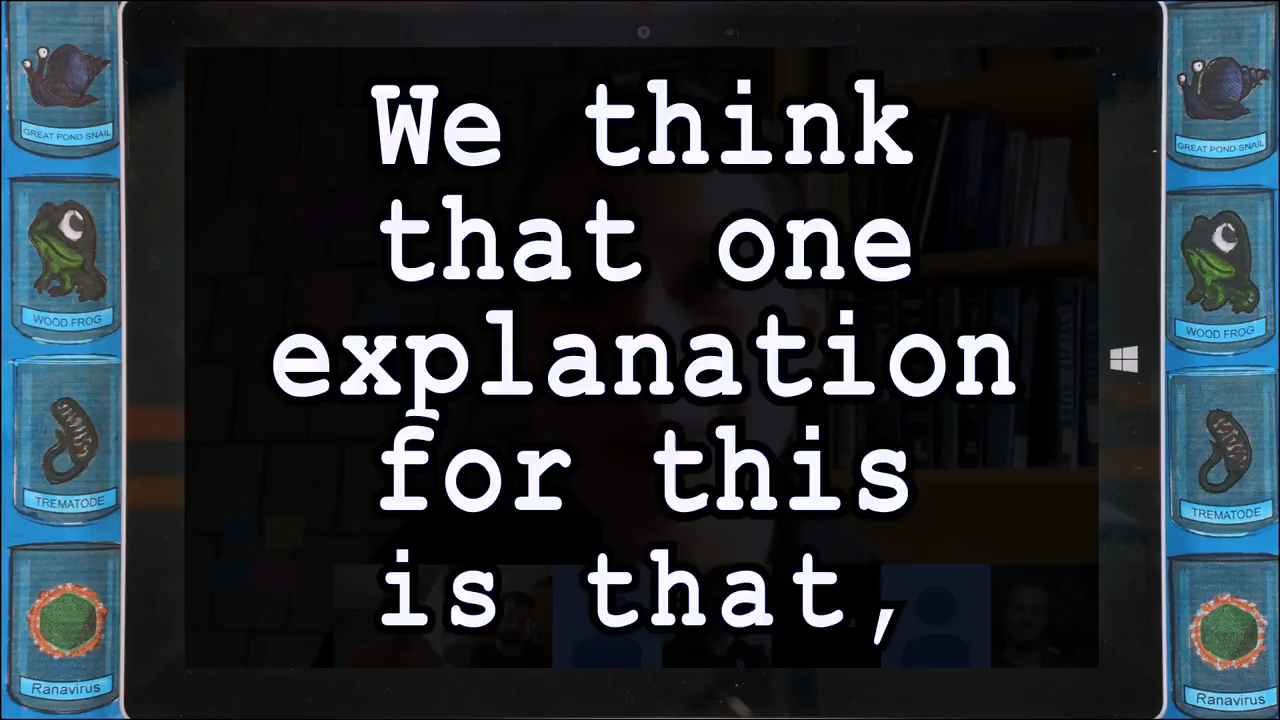 We think
that one
explanation
for this
is that,
GREAT POND SNAIL
WOOD FROG
TREMATODE
Ranavirus
GREAT POND SNAIL
WOOD FROG
TREMATODE
Ranavirus